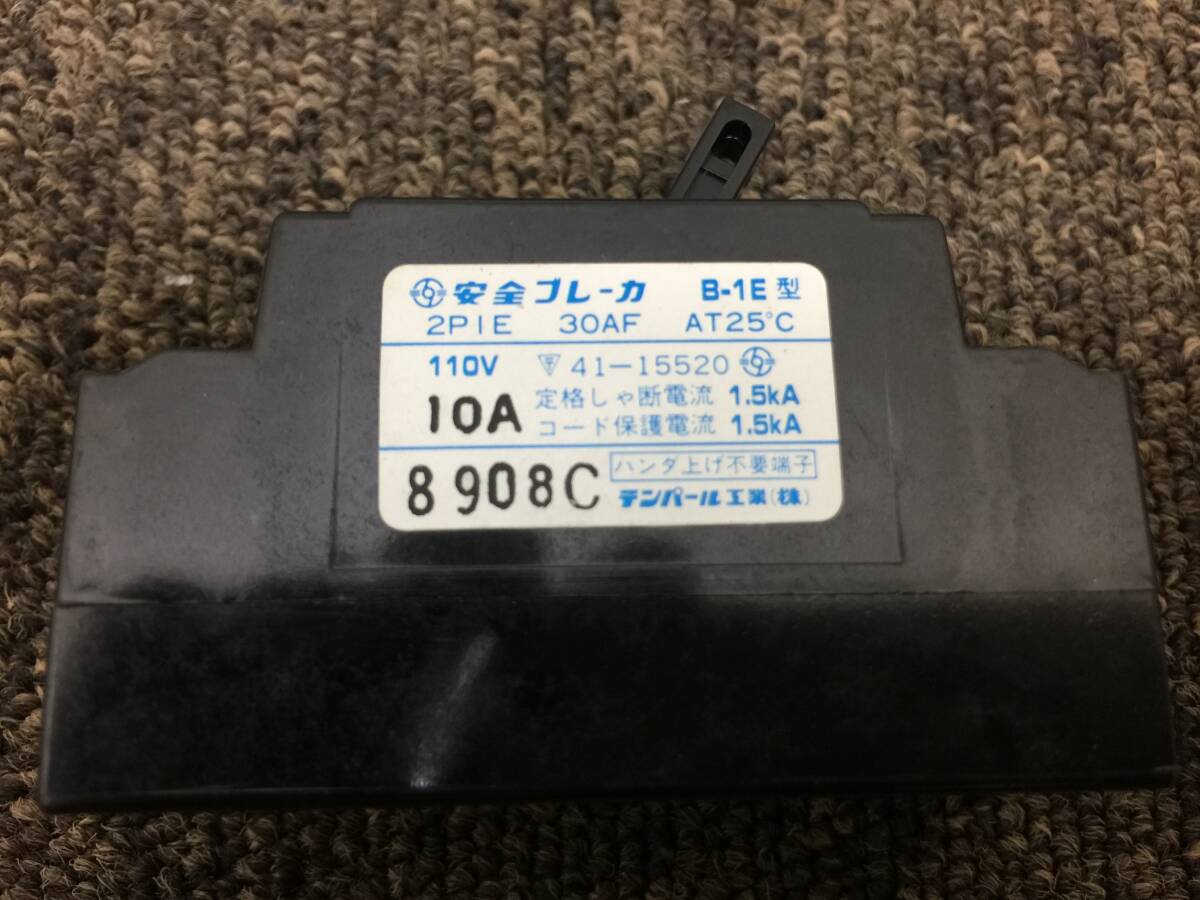 安全ブレーカ B-1E 型
2P1E 30AF AT25°C
110V 〒 41-15520
10A 定格しゃ断電流 1.5kA
コード保護電流 1.5kA
ハンダ上げ不要端子
8908C テンパール工業(株)